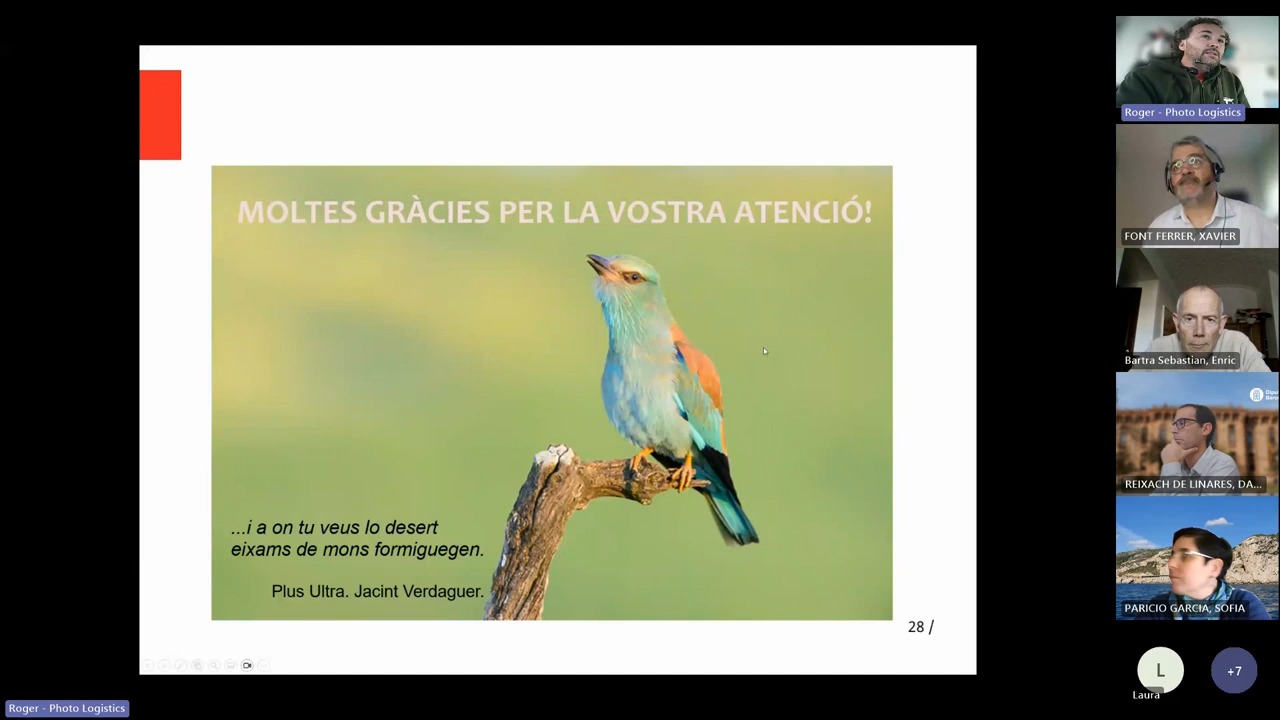 MOLTES GRÀCIES PER LA VOSTRA ATENCIÓ!
...i a on tu veus lo desert
eixams de mons formiguegen.
Plus Ultra. Jacint Verdaguer.
28 /
Roger - Photo Logistics
FONT FERRER, XAVIER
Bartra Sebastian, Enric
REIXACH DE LINARES, DA...
PARICIO GARCIA, SOFIA
L
Laura
+7
Roger - Photo Logistics